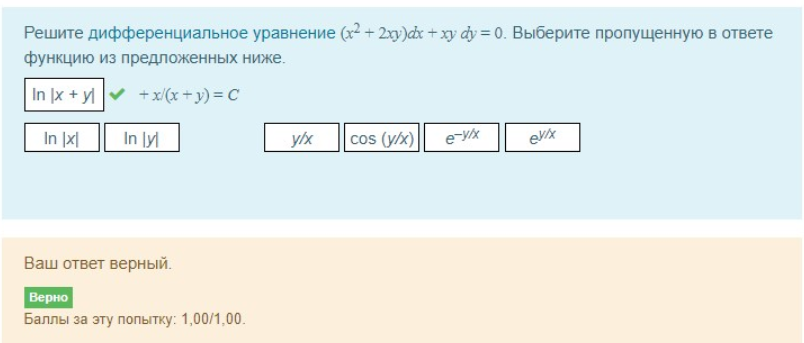 Решите дифференциальное уравнение (x² + 2xy)dx + xy dy = 0. Выберите пропущенную в ответе
функцию из предложенных ниже.
ln |x + y| ✔ + x/(x + y) = C
ln |x| ln |y| y/x cos (y/x) e^–y/x e^y/x
Ваш ответ верный.
Верно
Баллы за эту попытку: 1,00/1,00.